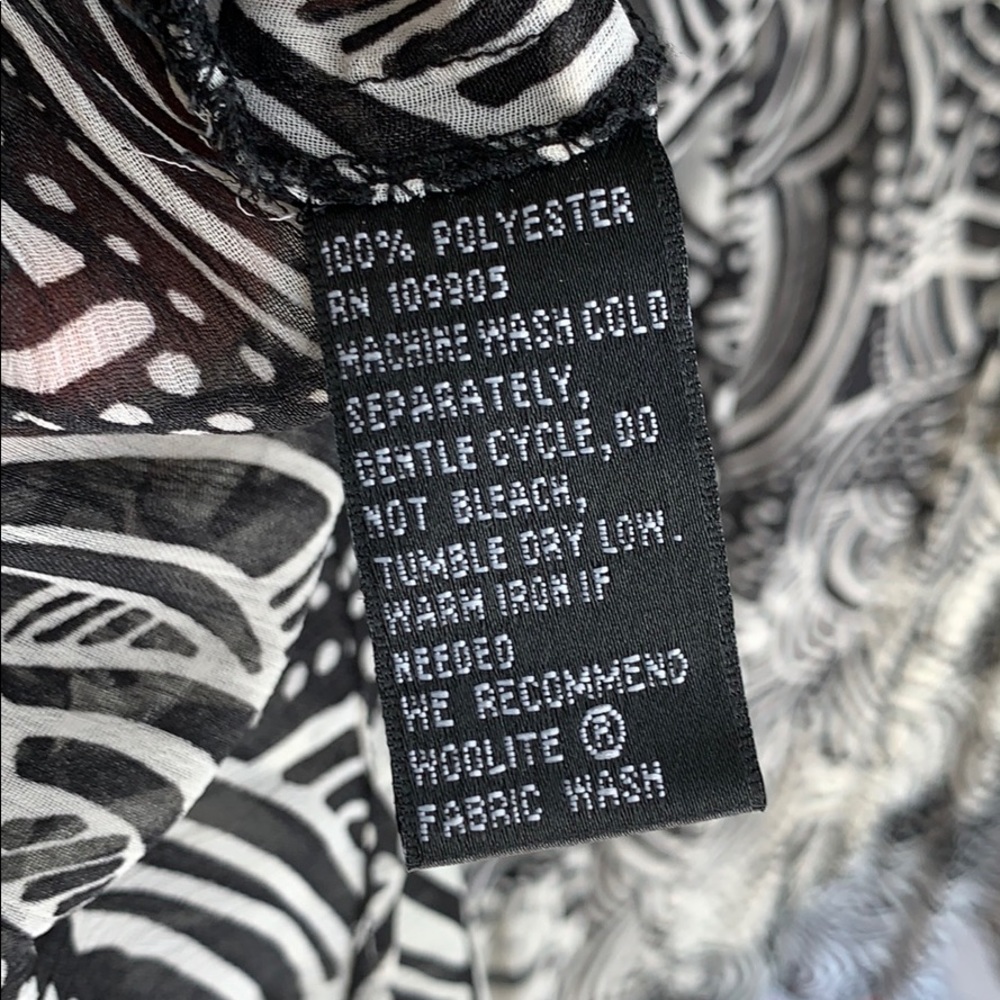 100% POLYESTER
RN 109905
MACHINE WASH COLD
SEPARATELY,
GENTLE CYCLE, DO
NOT BLEACH,
TUMBLE DRY LOW.
WARM IRON IF
NEEDED
WE RECOMMEND
WOOLITE ®
FABRIC WASH